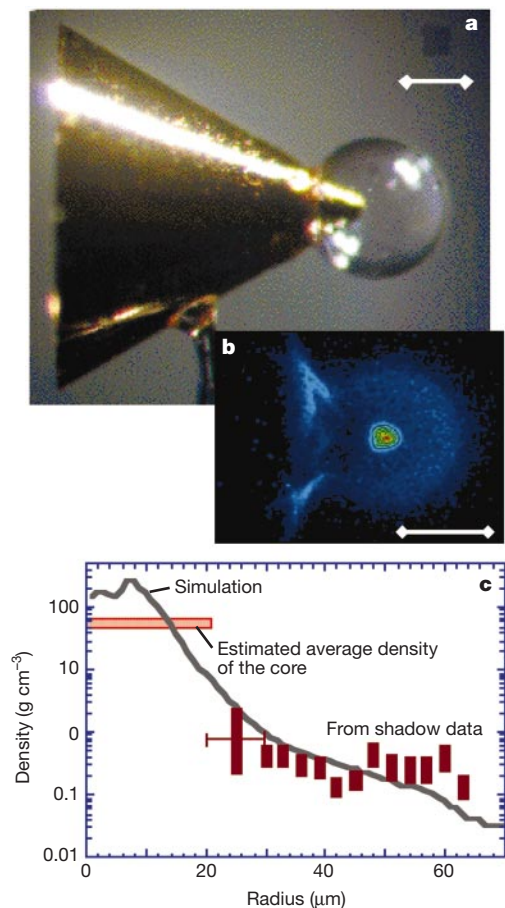 a
b
c
Simulation
Estimated average density
of the core
From shadow data
Density (g cm⁻³)
100
10
0
0.1
0.01
0
20
40
60
Radius (μm)